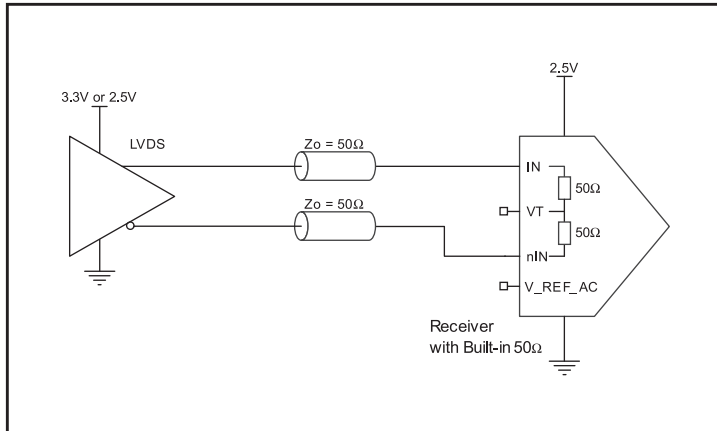 3.3V or 2.5V
LVDS
Zo = 50Ω
Zo = 50Ω
2.5V
IN
50Ω
VT
50Ω
nIN
V_REF_AC
Receiver
with Built-in 50Ω